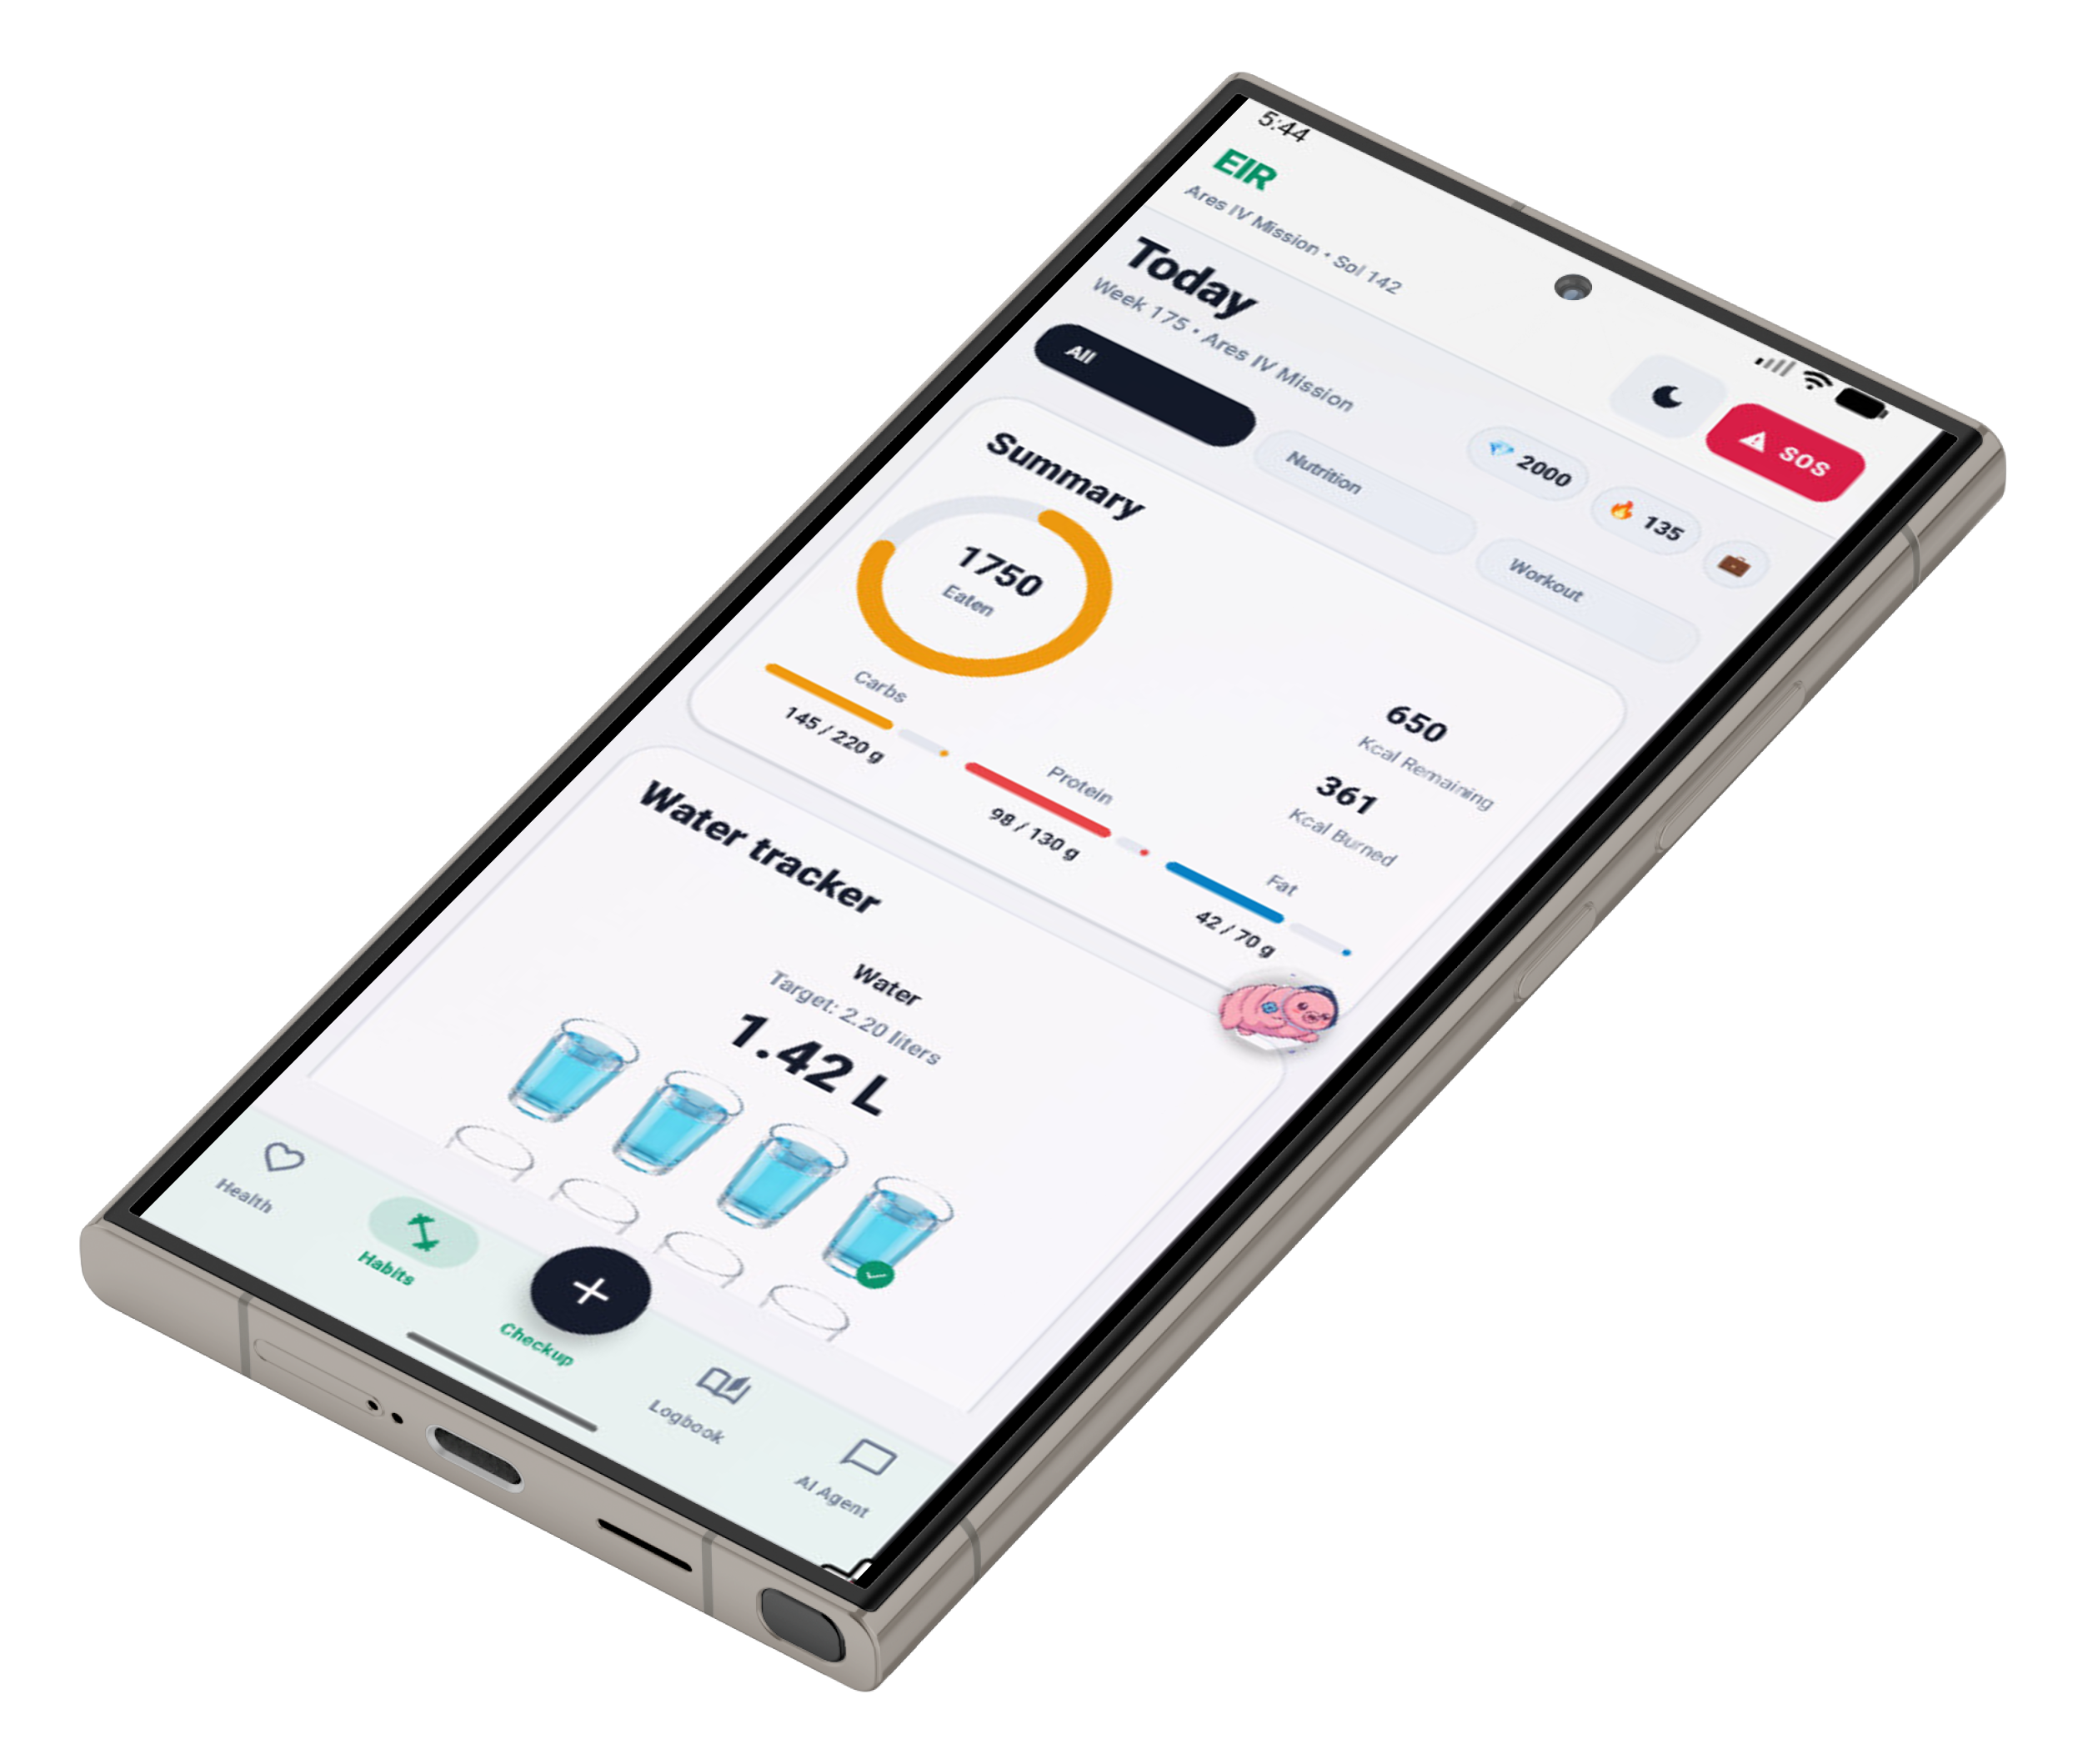 5:44
EIR
Ares IV Mission • Sol 142
SOS
Today
Week 175 • Ares IV Mission
2000
135
All
Nutrition
Workout
Summary
1750
Eaten
650
Kcal Remaining
361
Kcal Burned
Carbs
145 / 220 g
Protein
98 / 130 g
Fat
42 / 70 g
Water tracker
Water
Target: 2.20 liters
1.42 L
Health
Habits
Checkup
Logbook
AI Agent